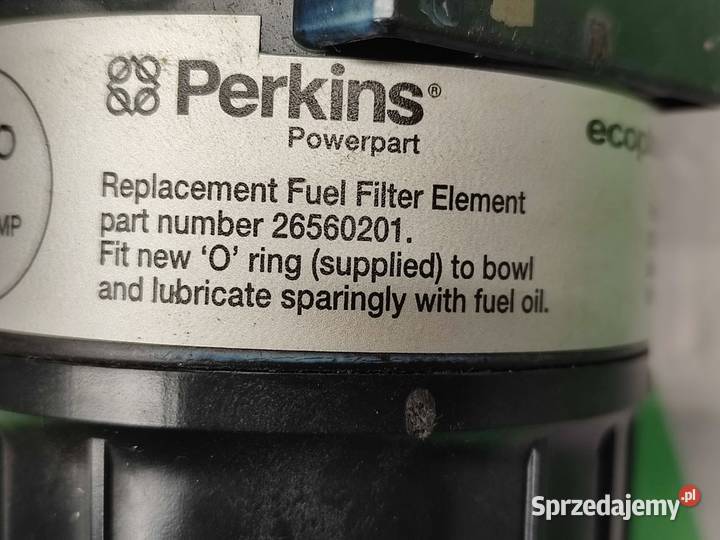 Perkins®
Powerpart
Replacement Fuel Filter Element
part number 26560201.
Fit new ‘O’ ring (supplied) to bowl
and lubricate sparingly with fuel oil.
Sprzedajemy.pl